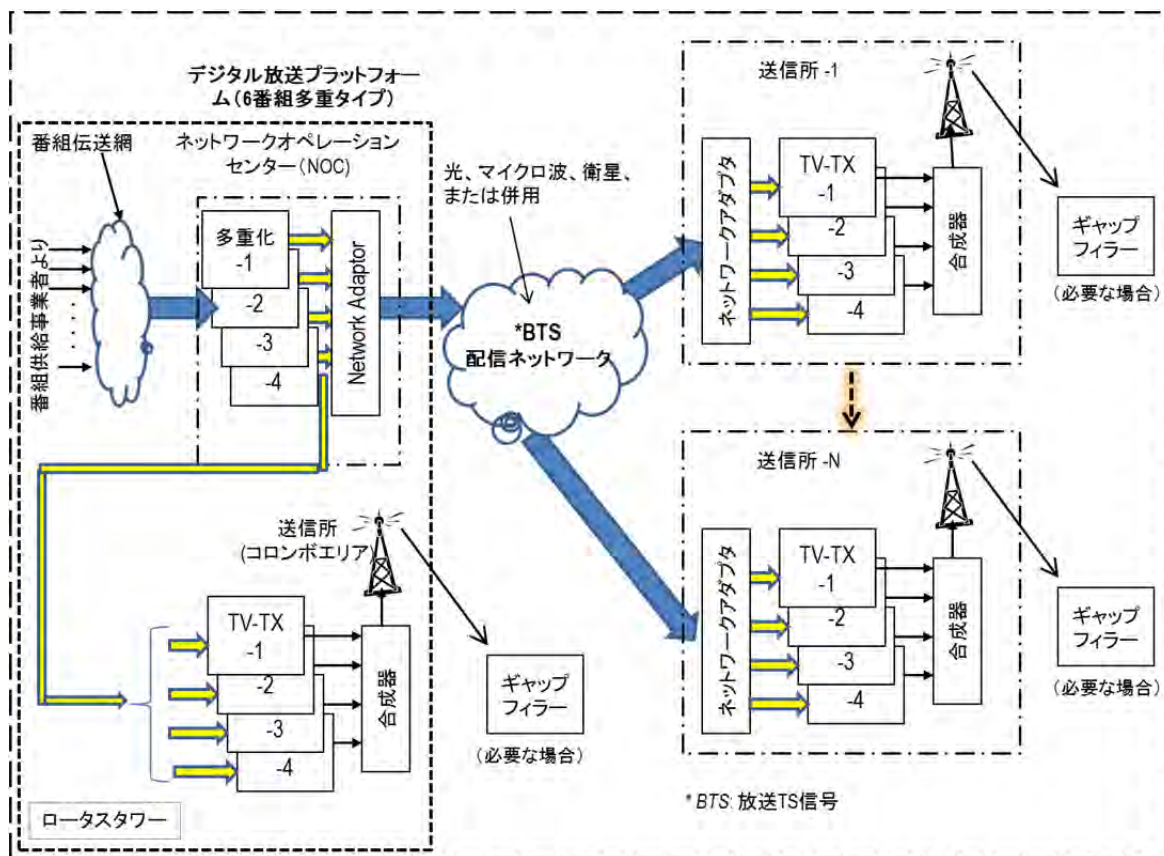 デジタル放送プラットフォー
ム(6番組多重タイプ)
番組伝送網
ネットワークオペレーション
センター(NOC)
番組供給事業者より
多重化
-1
-2
-3
-4
Network Adaptor
光、マイクロ波、衛星、
または併用
*BTS
配信ネットワーク
送信所
(コロンボエリア)
TV-TX
-1
-2
-3
-4
合成器
ギャップ
フィラー
(必要な場合)
ロータスタワー
送信所 -1
ネットワークアダプタ
TV-TX
-1
-2
-3
-4
合成器
ギャップ
フィラー
(必要な場合)
送信所 -N
ネットワークアダプタ
TV-TX
-1
-2
-3
-4
合成器
ギャップ
フィラー
(必要な場合)
* BTS: 放送TS信号